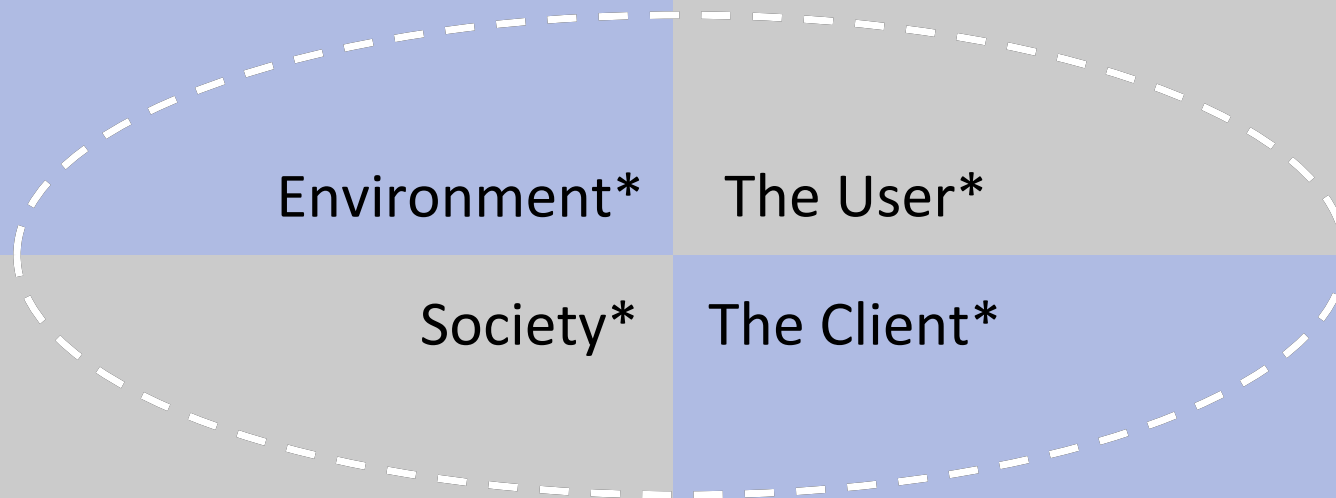 Environment*
The User*
Society*
The Client*